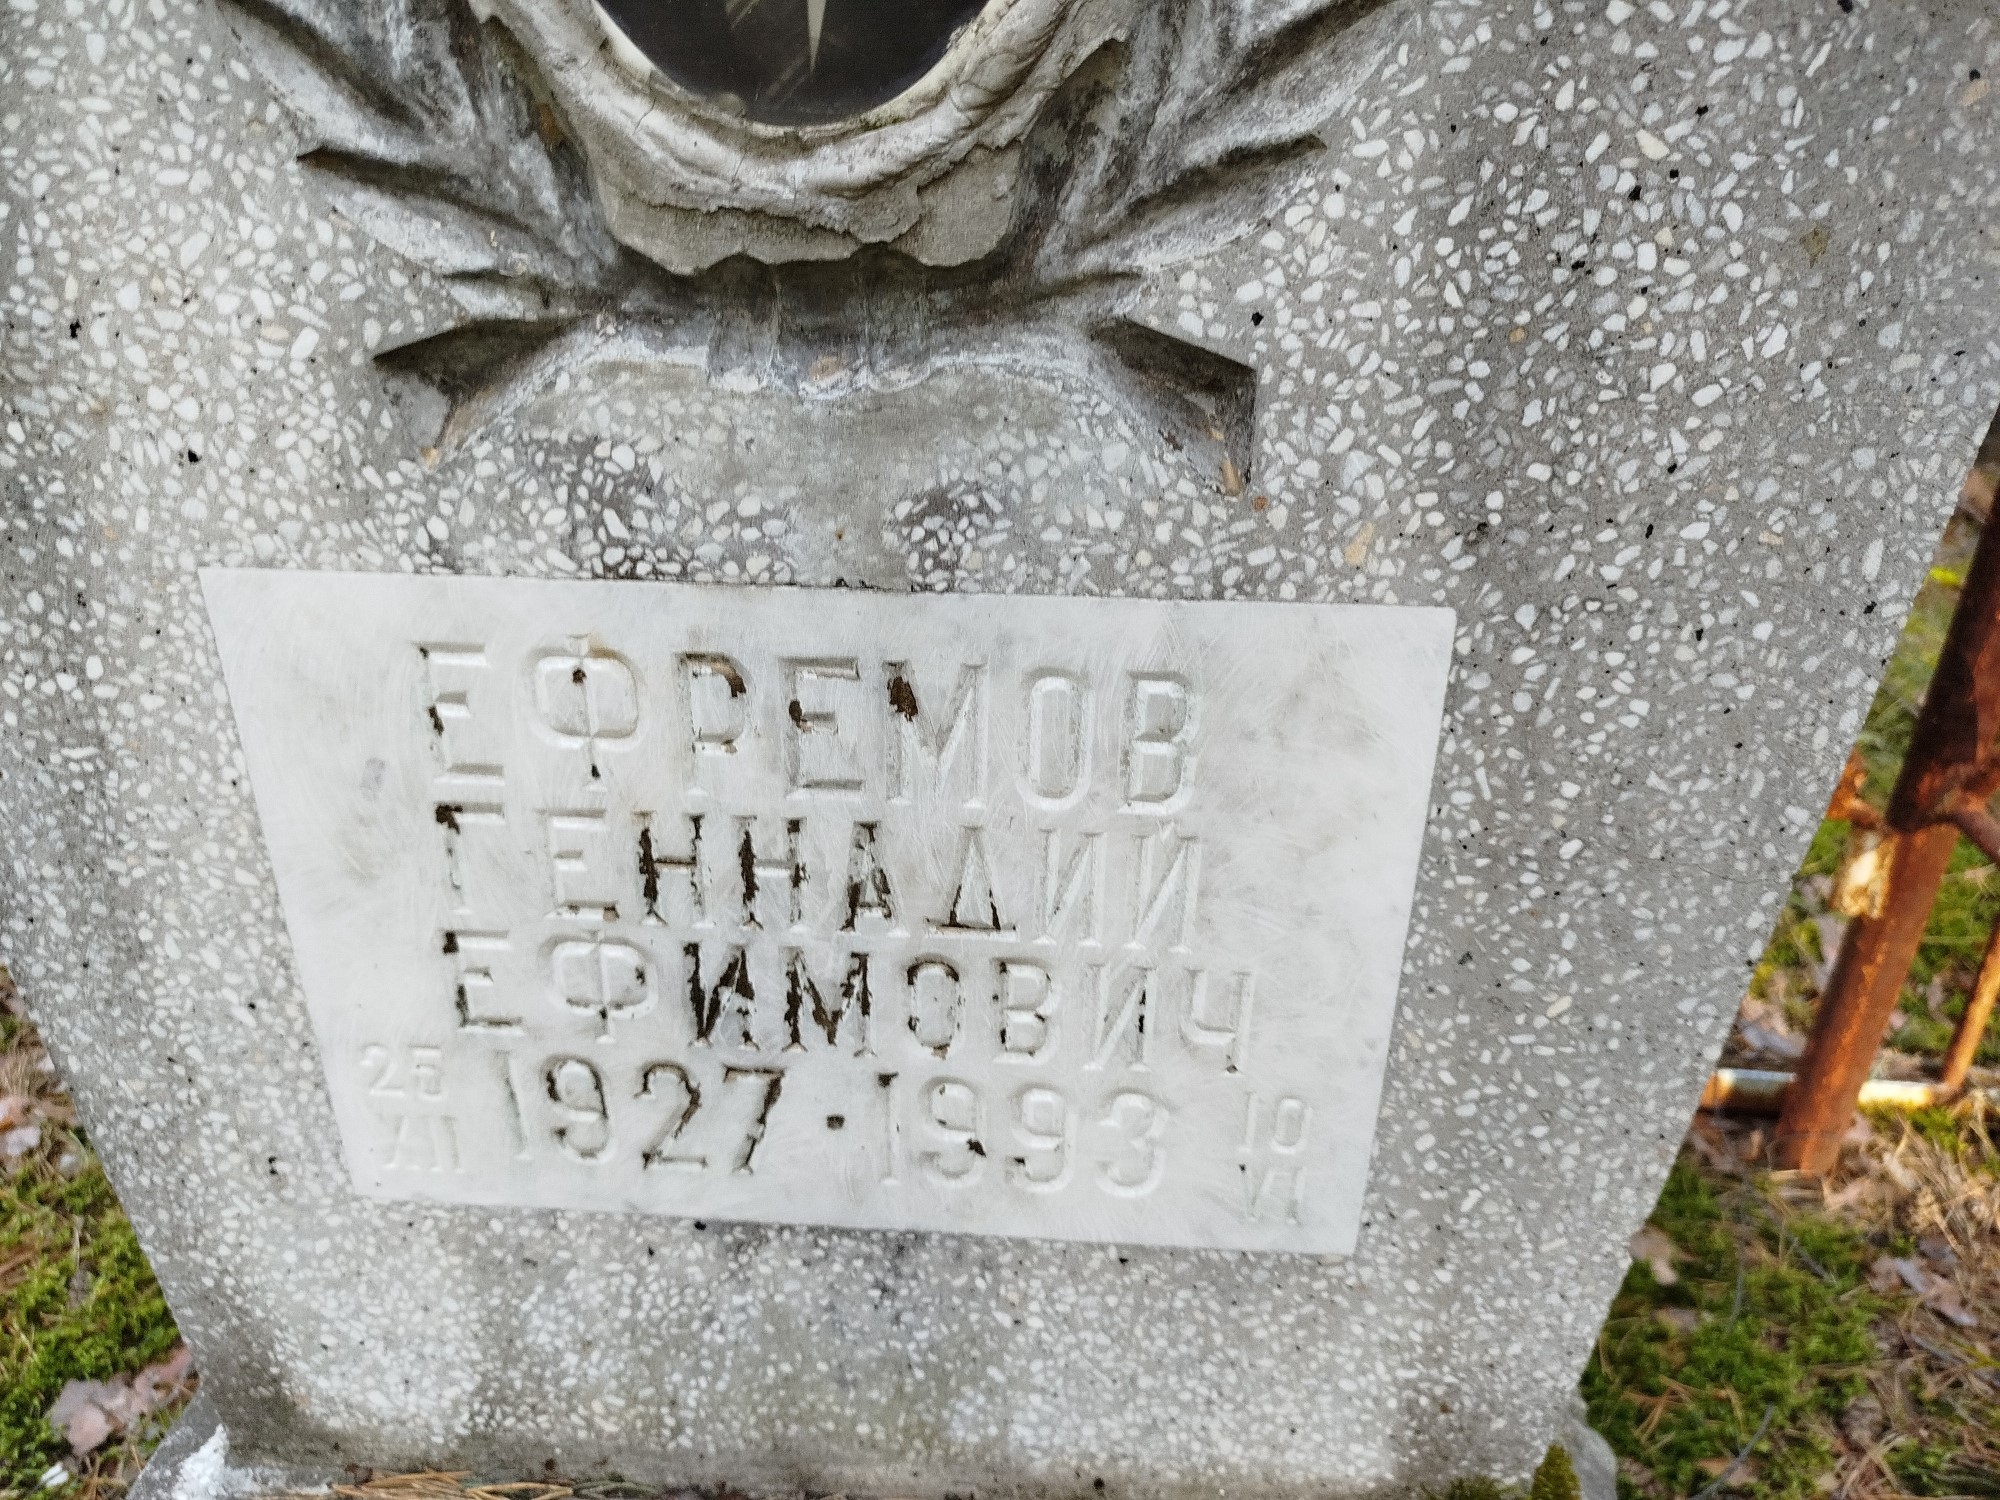 ЕФРЕМОВ
ГЕННАДИЙ
ЕФИМОВИЧ
25 1927·1993 10
XII VI